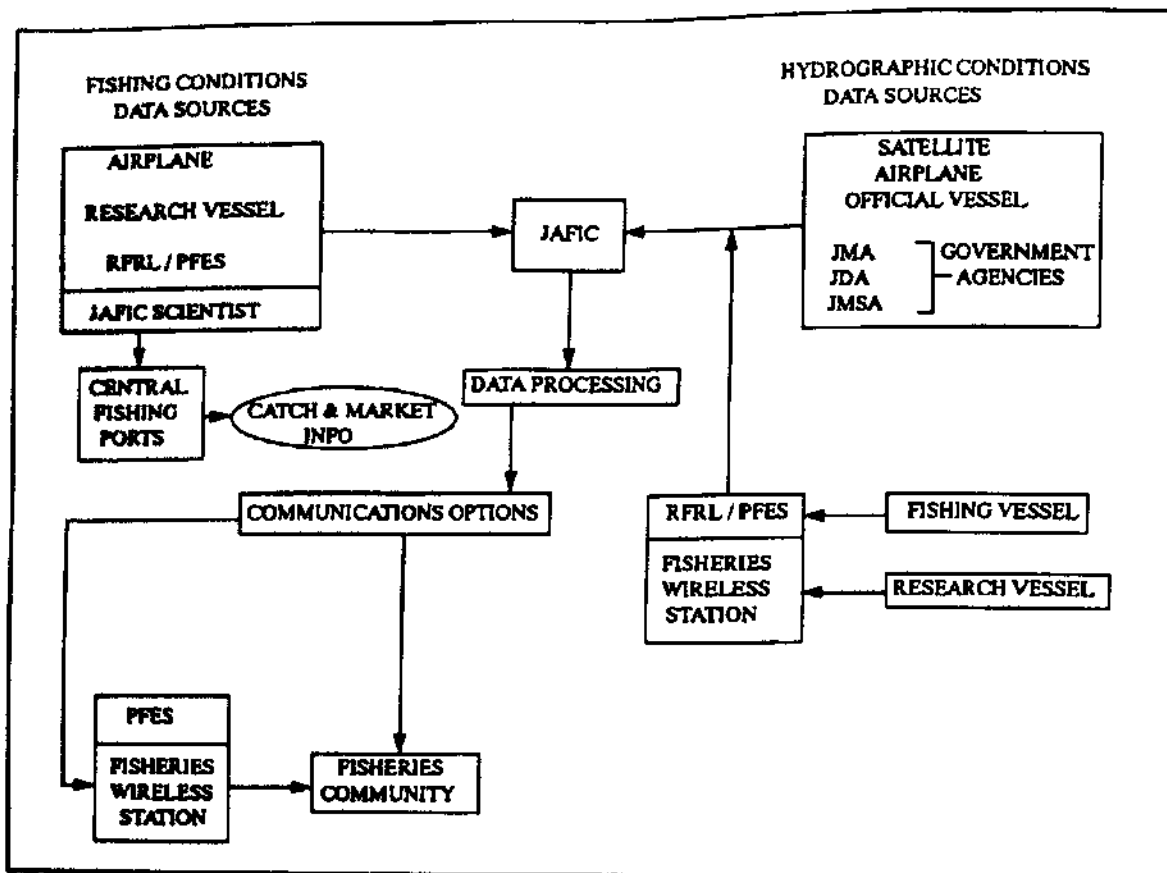 FISHING CONDITIONS
DATA SOURCES
AIRPLANE
RESEARCH VESSEL
RFRL / PFES
JAFIC SCIENTIST
CENTRAL
FISHING
PORTS
CATCH & MARKET
INFO
JAFIC
DATA PROCESSING
COMMUNICATIONS OPTIONS
HYDROGRAPHIC CONDITIONS
DATA SOURCES
SATELLITE
AIRPLANE
OFFICIAL VESSEL
JMA
JDA
JMSA
GOVERNMENT
AGENCIES
RFRL / PFES
FISHERIES
WIRELESS
STATION
FISHING VESSEL
RESEARCH VESSEL
PFES
FISHERIES
WIRELESS
STATION
FISHERIES
COMMUNITY